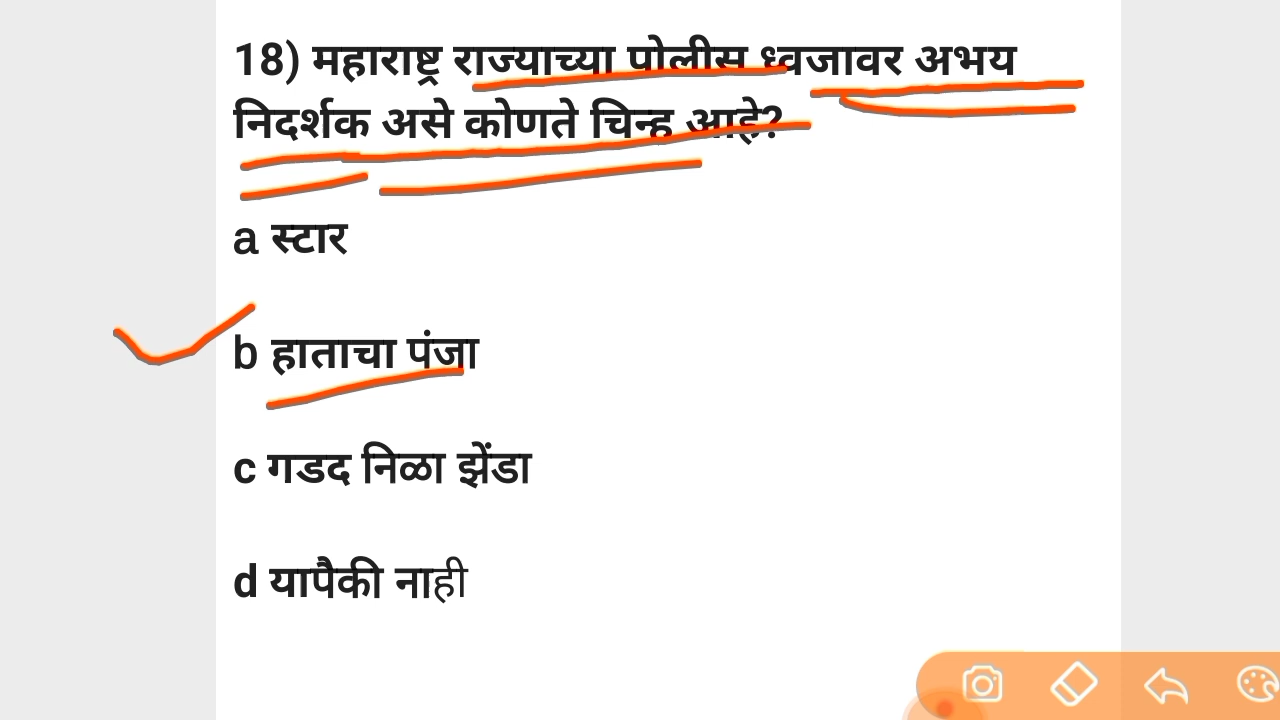 18) महाराष्ट्र राज्याच्या पोलीस ध्वजावर अभय
निदर्शक असे कोणते चिन्ह आहे?
a स्टार
b हाताचा पंजा
c गडद निळा झेंडा
d यापैकी नाही